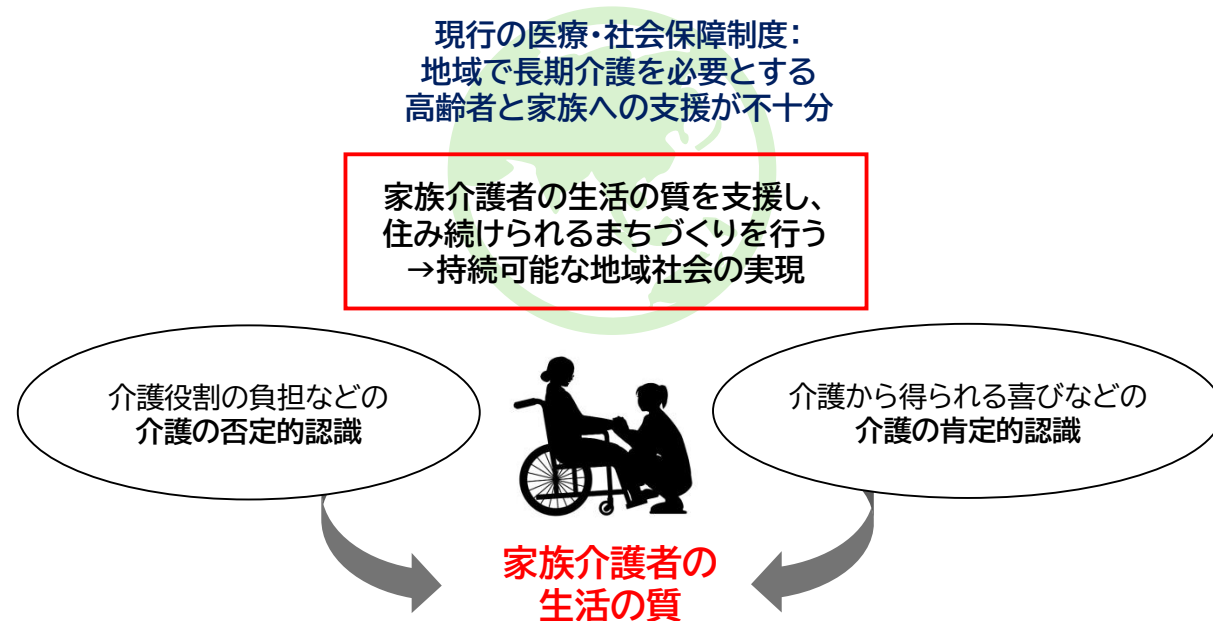 現行の医療・社会保障制度：
地域で長期介護を必要とする
高齢者と家族への支援が不十分
家族介護者の生活の質を支援し、
住み続けられるまちづくりを行う
→持続可能な地域社会の実現
介護役割の負担などの
介護の否定的認識
介護から得られる喜びなどの
介護の肯定的認識
家族介護者の
生活の質